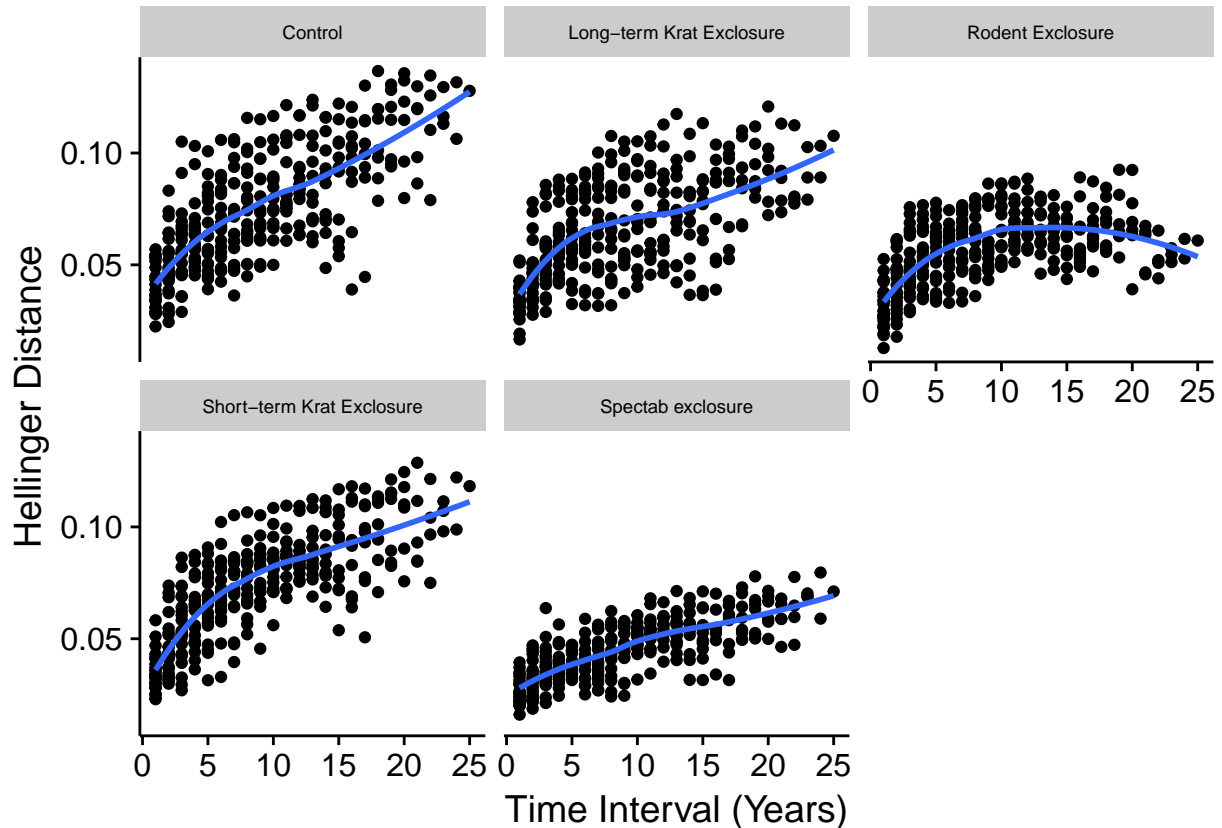 Control
Long−term Krat Exclosure
Rodent Exclosure
0.10
0.05
0 5 10 15 20 25
Short−term Krat Exclosure
Spectab exclosure
0.10
0.05
0 5 10 15 20 25
0 5 10 15 20 25
Time Interval (Years)
Hellinger Distance